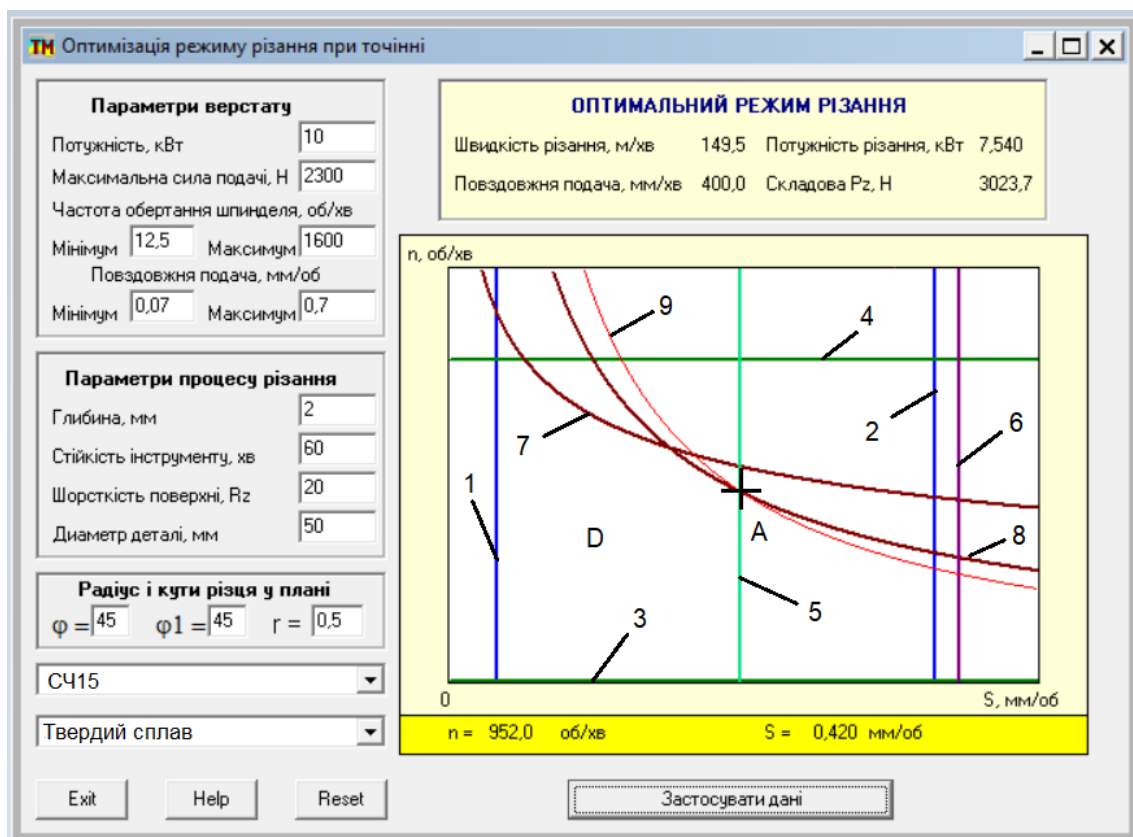 TM Оптимізація режиму різання при точінні
Параметри верстату
Потужність, кВт 10
Максимальна сила подачі, Н 2300
Частота обертання шпинделя, об/хв
Мінімум 12,5 Максимум 1600
Повздовжня подача, мм/об
Мінімум 0,07 Максимум 0,7
Параметри процесу різання
Глибина, мм 2
Стійкість інструменту, хв 60
Шорсткість поверхні, Rz 20
Диаметр деталі, мм 50
Радіус і кути різця у плані
φ = 45 φ1 = 45 r = 0,5
СЧ15
Твердий сплав
Exit Help Reset
ОПТИМАЛЬНИЙ РЕЖИМ РІЗАННЯ
Швидкість різання, м/хв 149,5 Потужність різання, кВт 7,540
Повздовжня подача, мм/хв 400,0 Складова Pz, Н 3023,7
n, об/хв
9
4
7
2
6
1
D
A
8
5
3
0 S, мм/об
n = 952,0 об/хв S = 0,420 мм/об
Застосувати дані